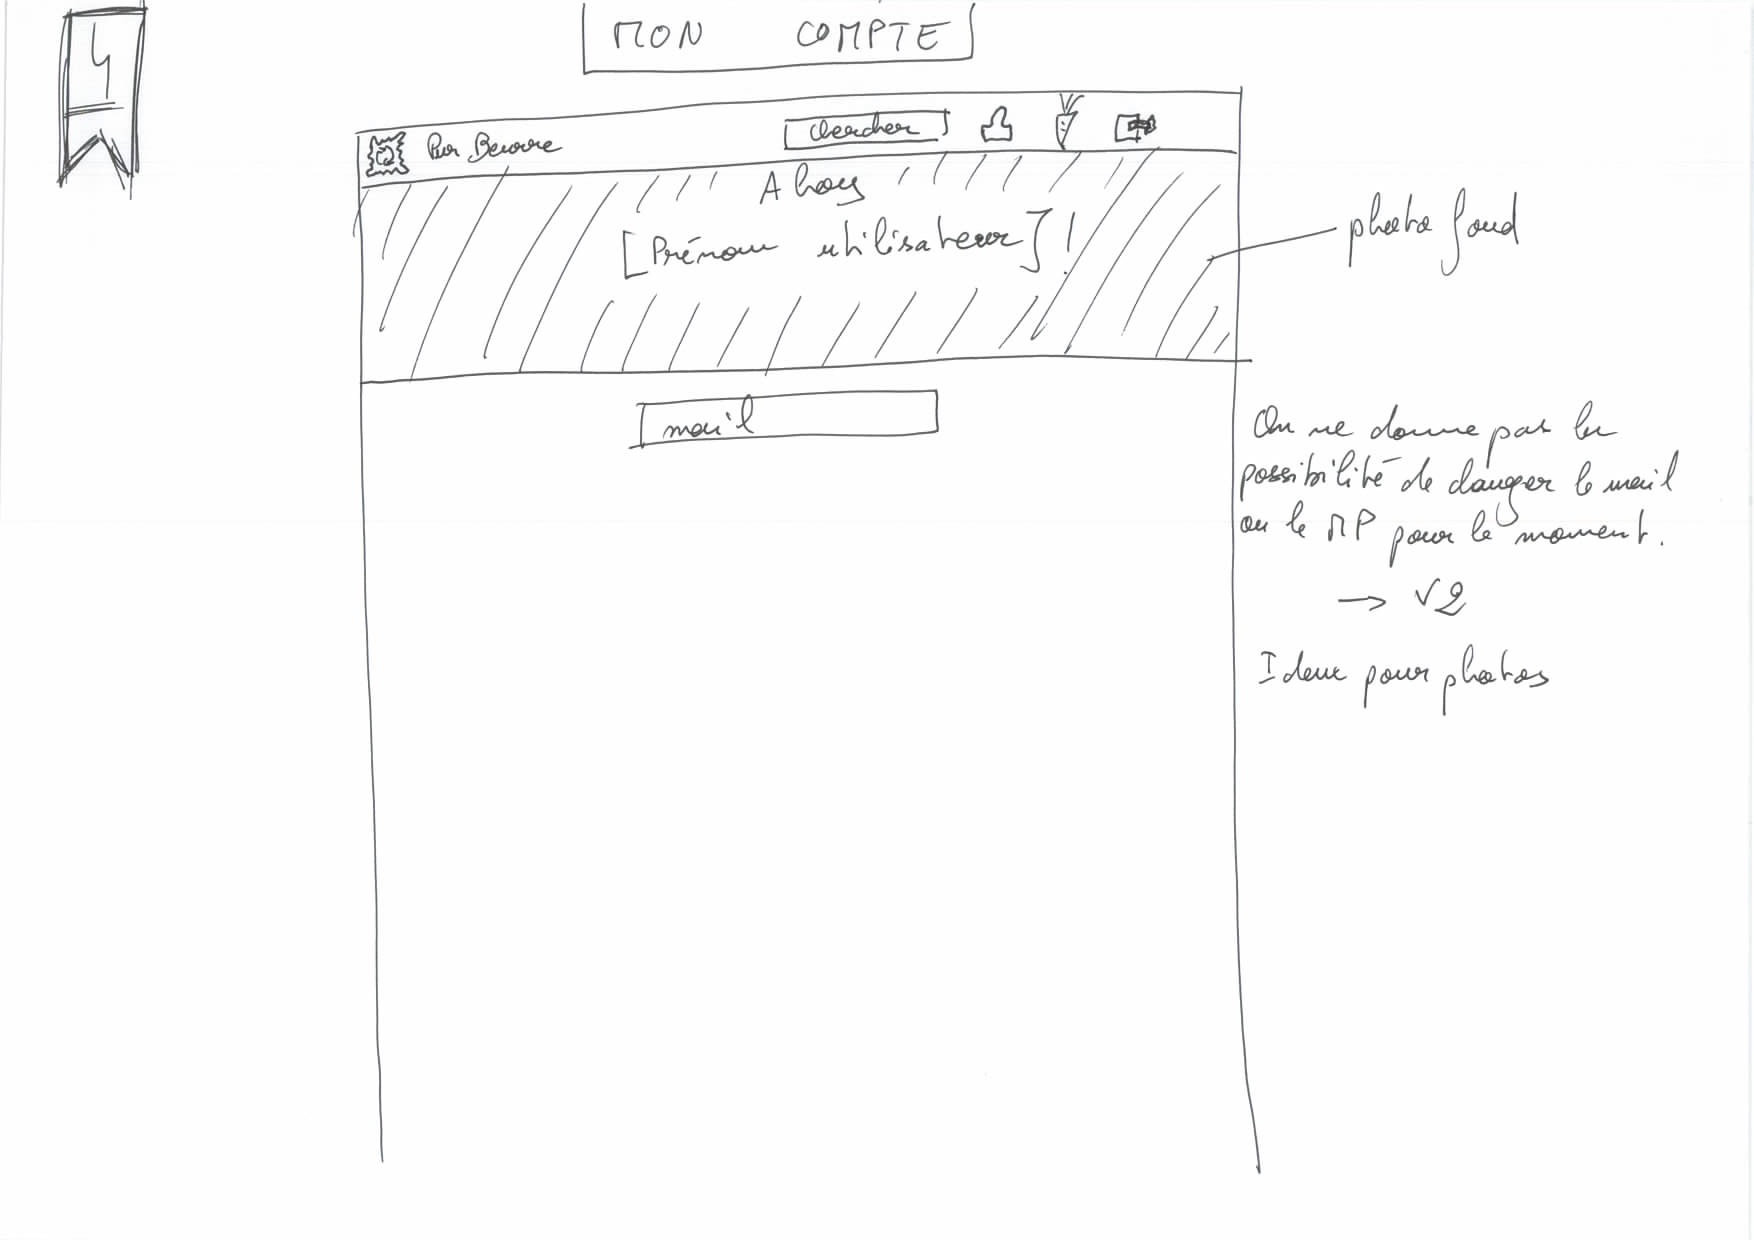 4
MON COMPTE
Pur Beurre
chercher
Ahoy
[Prénom utilisateur] !
photo fond
mail
On ne donne pas la
possibilité de changer le mail
ou le MP pour le moment.
→ V2
Idem pour photos